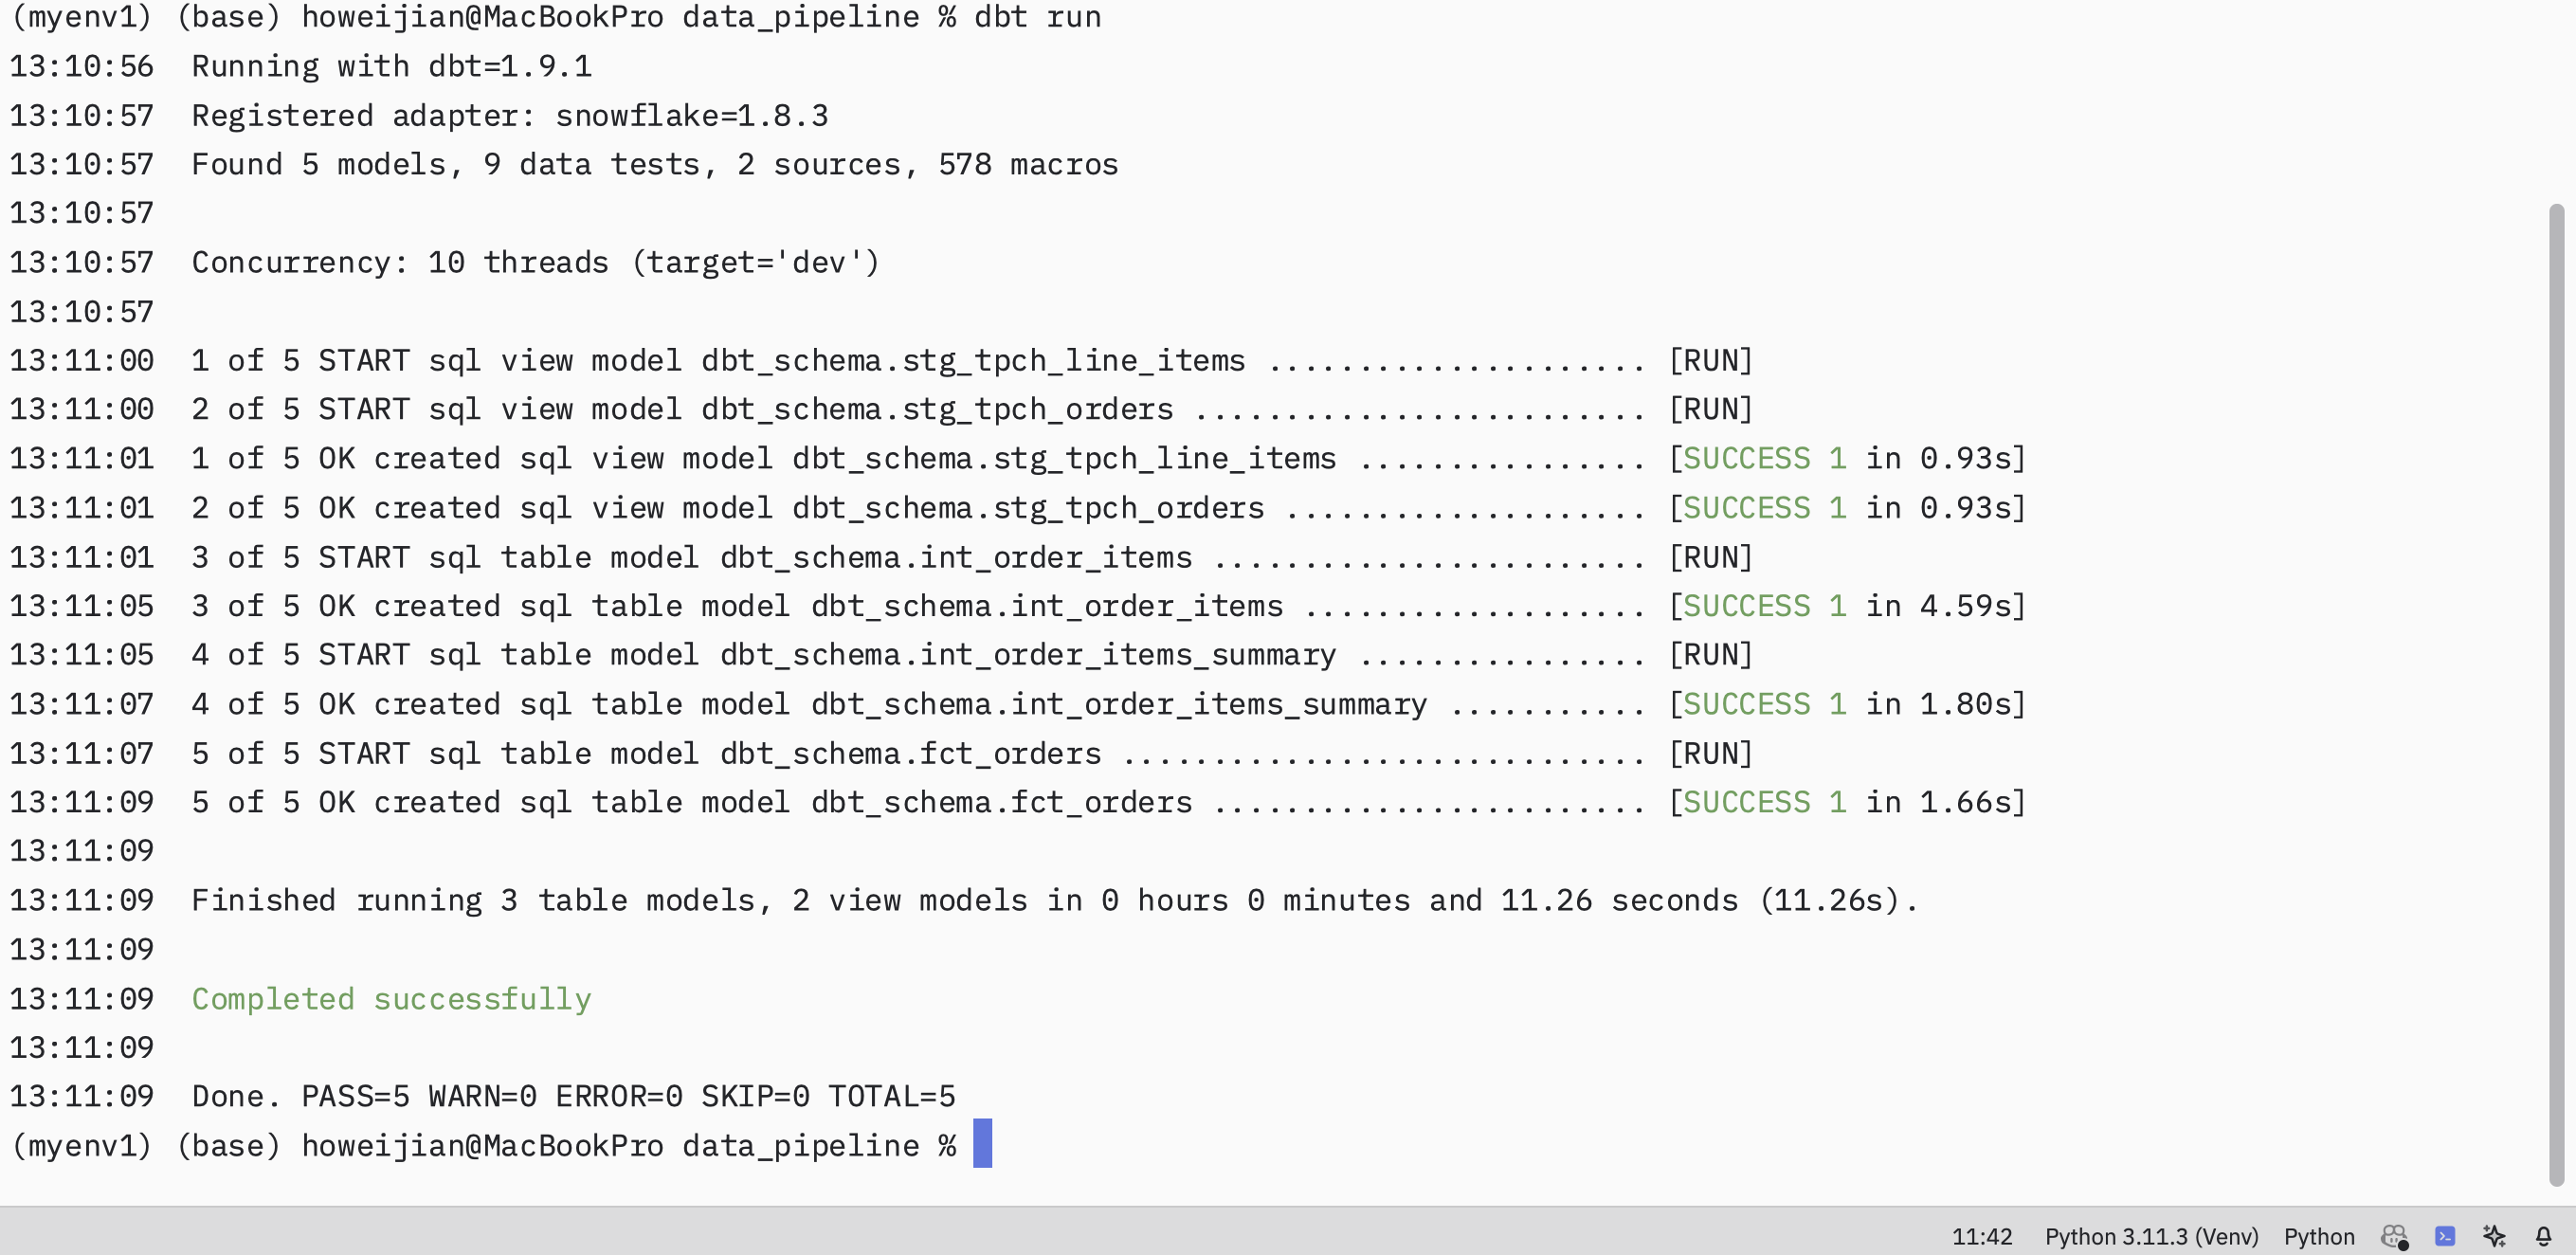 (myenv1) (base) howeijian@MacBookPro data_pipeline % dbt run
13:10:56  Running with dbt=1.9.1
13:10:57  Registered adapter: snowflake=1.8.3
13:10:57  Found 5 models, 9 data tests, 2 sources, 578 macros
13:10:57
13:10:57  Concurrency: 10 threads (target='dev')
13:10:57
13:11:00  1 of 5 START sql view model dbt_schema.stg_tpch_line_items ..................... [RUN]
13:11:00  2 of 5 START sql view model dbt_schema.stg_tpch_orders ......................... [RUN]
13:11:01  1 of 5 OK created sql view model dbt_schema.stg_tpch_line_items ................ [SUCCESS 1 in 0.93s]
13:11:01  2 of 5 OK created sql view model dbt_schema.stg_tpch_orders .................... [SUCCESS 1 in 0.93s]
13:11:01  3 of 5 START sql table model dbt_schema.int_order_items ........................ [RUN]
13:11:05  3 of 5 OK created sql table model dbt_schema.int_order_items ................... [SUCCESS 1 in 4.59s]
13:11:05  4 of 5 START sql table model dbt_schema.int_order_items_summary ................ [RUN]
13:11:07  4 of 5 OK created sql table model dbt_schema.int_order_items_summary ........... [SUCCESS 1 in 1.80s]
13:11:07  5 of 5 START sql table model dbt_schema.fct_orders ............................. [RUN]
13:11:09  5 of 5 OK created sql table model dbt_schema.fct_orders ........................ [SUCCESS 1 in 1.66s]
13:11:09
13:11:09  Finished running 3 table models, 2 view models in 0 hours 0 minutes and 11.26 seconds (11.26s).
13:11:09
13:11:09  Completed successfully
13:11:09
13:11:09  Done. PASS=5 WARN=0 ERROR=0 SKIP=0 TOTAL=5
(myenv1) (base) howeijian@MacBookPro data_pipeline %
11:42  Python 3.11.3 (Venv)  Python